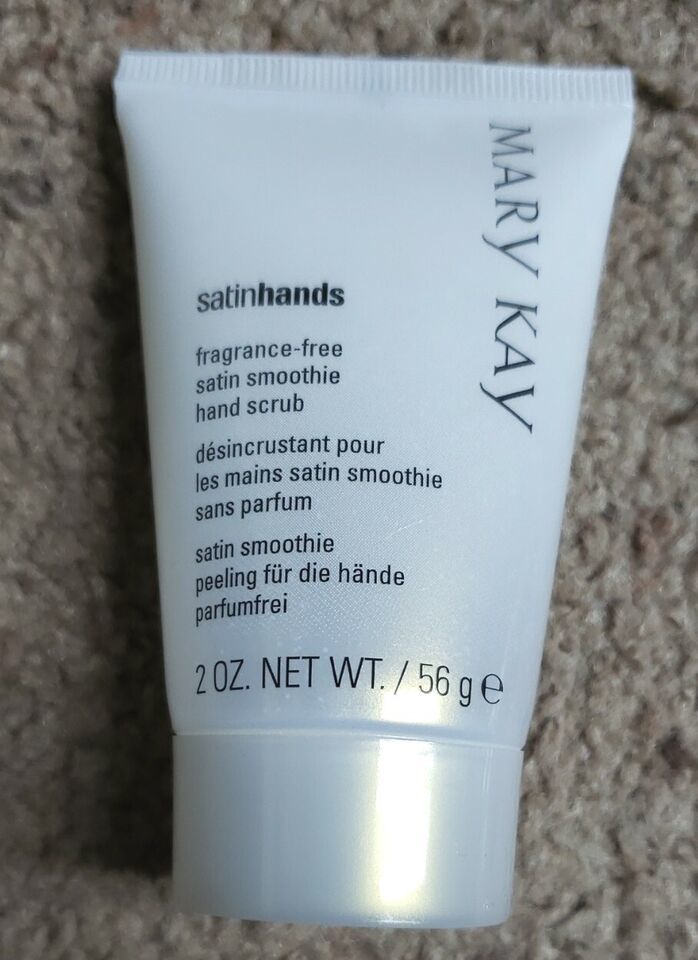 MARY KAY
satinhands
fragrance-free
satin smoothie
hand scrub
désincrustant pour
les mains satin smoothie
sans parfum
satin smoothie
peeling für die hände
parfumfrei
2 OZ. NET WT. / 56 g ℮